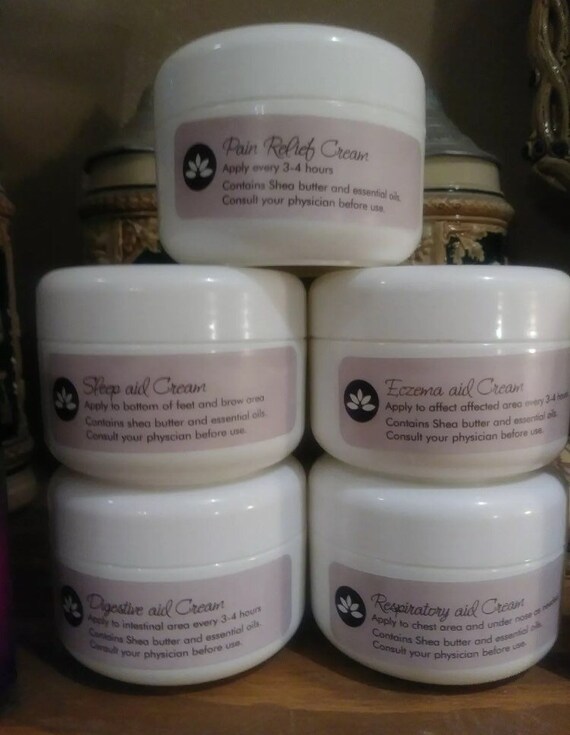 Pain Relief Cream
Apply every 3-4 hours
Contains Shea butter and essential oils.
Consult your physician before use.
Sleep aid Cream
Apply to bottom of feet and brow area
Contains shea butter and essential oils.
Consult your physcian before use.
Eczema aid Cream
Apply to affect affected area every 3-4 hours
Contains Shea butter and essential oils.
Consult your physician before use.
Digestive aid Cream
Apply to intestinal area every 3-4 hours
Contains Shea butter and essential oils.
Consult your physician before use.
Respiratory aid Cream
Apply to chest area and under nose as needed
Contains Shea butter and essential oils.
Consult your physician before use.